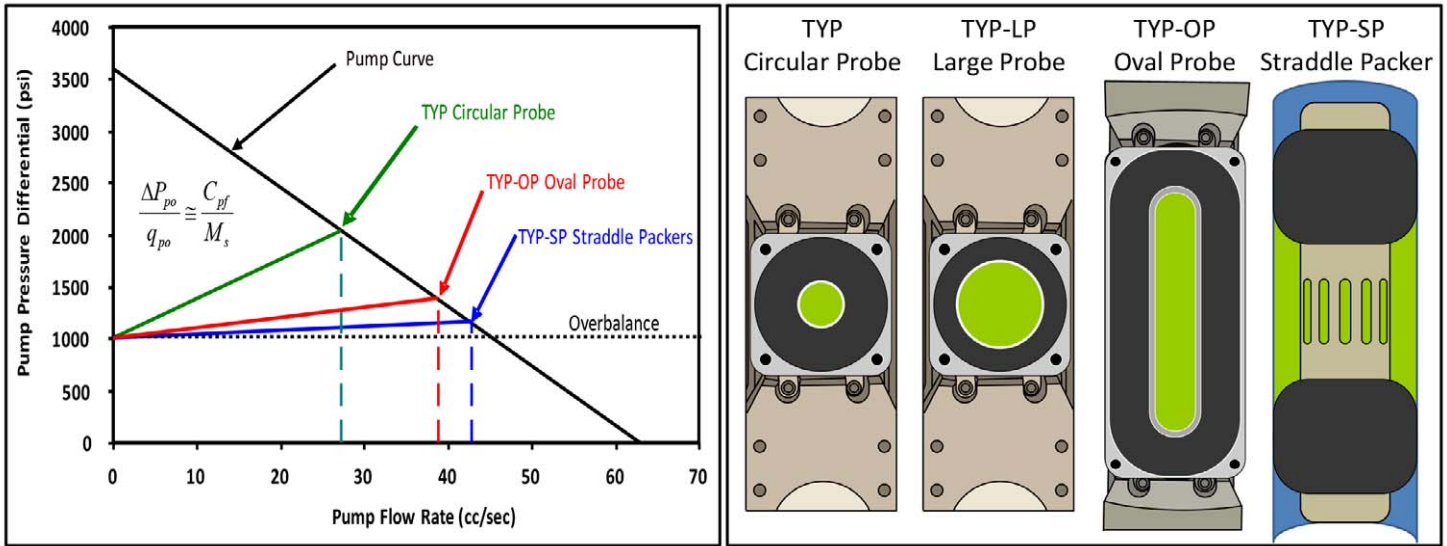 4000
3500
3000
2500
2000
1500
1000
500
0
Pump Pressure Differential (psi)
0 10 20 30 40 50 60 70
Pump Flow Rate (cc/sec)
Pump Curve
TYP Circular Probe
TYP-OP Oval Probe
TYP-SP Straddle Packers
Overbalance
ΔP_po / q_po ≅ C_pf / M_s
TYP
Circular Probe
TYP-LP
Large Probe
TYP-OP
Oval Probe
TYP-SP
Straddle Packer